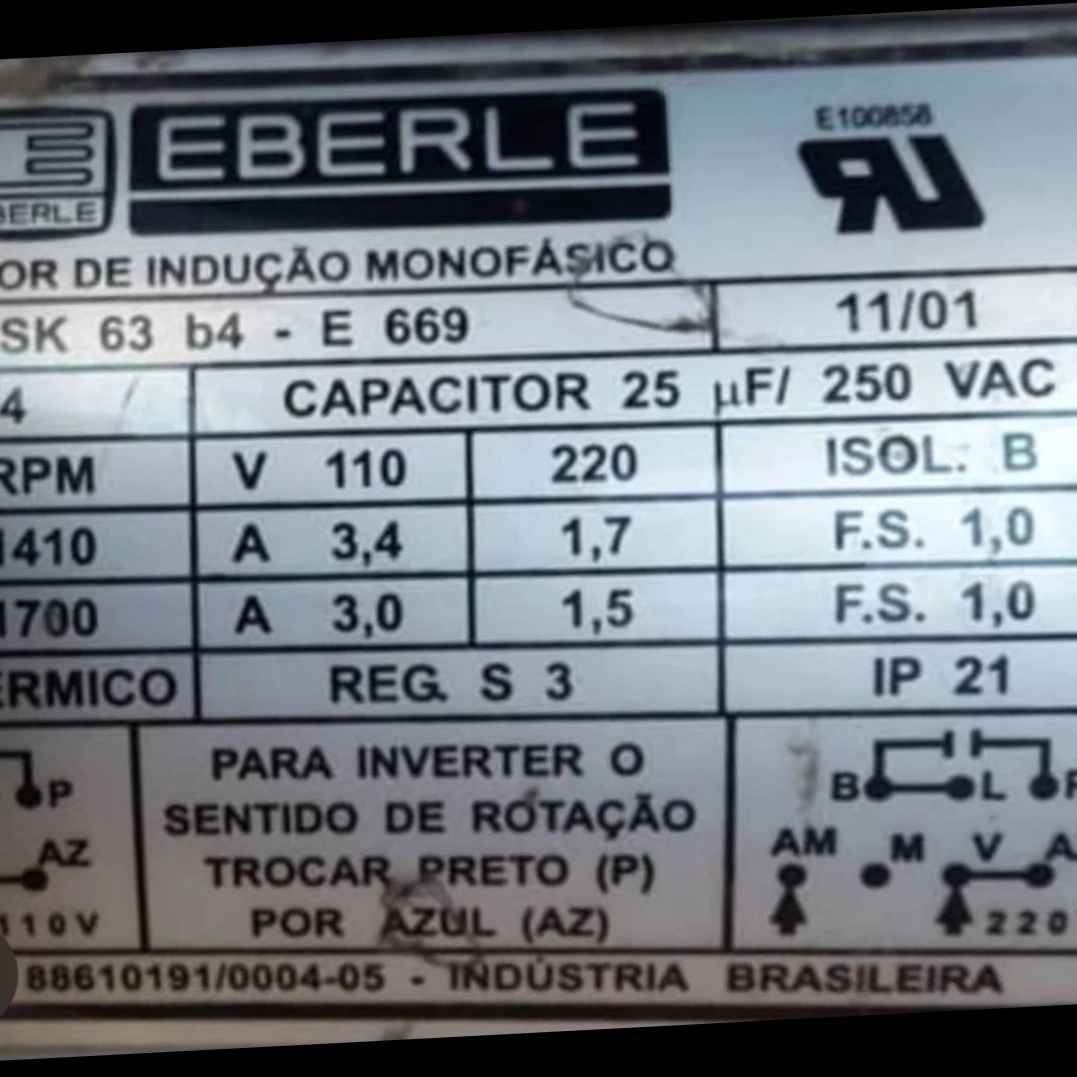 EBERLE
E100858
BERLE
OR DE INDUÇÃO MONOFÁSICO
SK 63 b4 - E 669
11/01
4
CAPACITOR 25 µF/ 250 VAC
RPM V 110 220 ISOL: B
1410 A 3,4 1,7 F.S. 1,0
1700 A 3,0 1,5 F.S. 1,0
ÉRMICO REG. S 3 IP 21
P
AZ
110V
PARA INVERTER O
SENTIDO DE ROTAÇÃO
TROCAR PRETO (P)
POR AZUL (AZ)
B L P
AM M V A
220
88610191/0004-05 - INDÚSTRIA BRASILEIRA